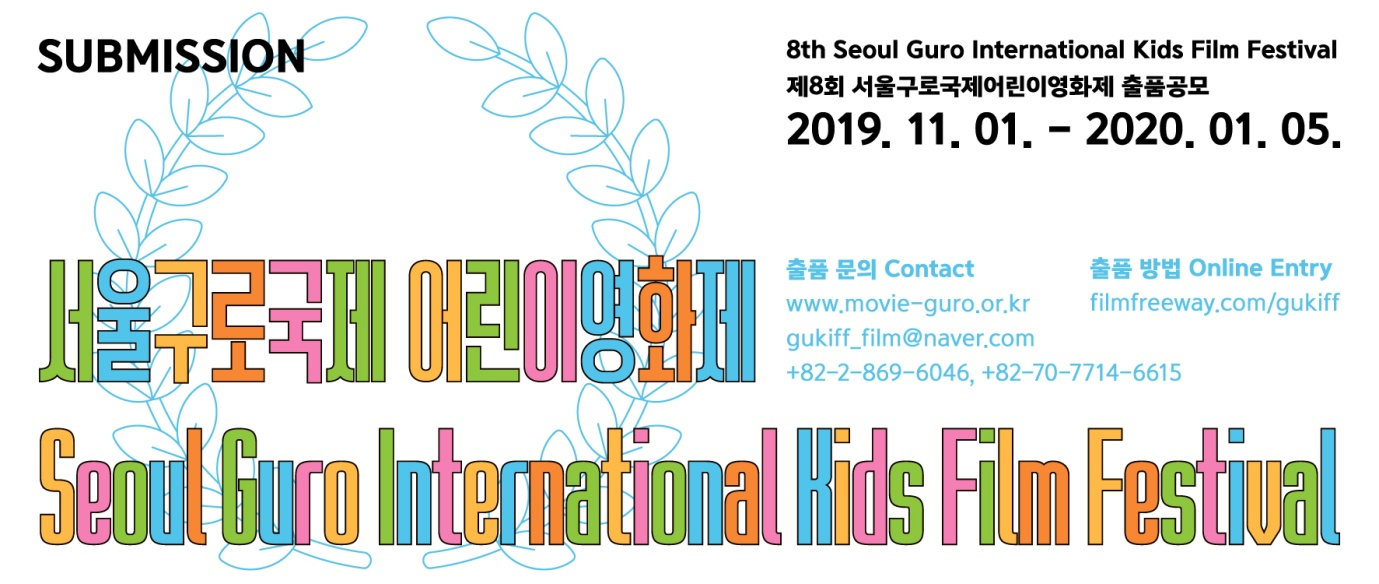 SUBMISSION
8th Seoul Guro International Kids Film Festival
제8회 서울구로국제어린이영화제 출품공모
2019. 11. 01. - 2020. 01. 05.
출품 문의 Contact
www.movie-guro.or.kr
gukiff_film@naver.com
+82-2-869-6046, +82-70-7714-6615
출품 방법 Online Entry
filmfreeway.com/gukiff
서울구로국제 어린이영화제
Seoul Guro International Kids Film Festival